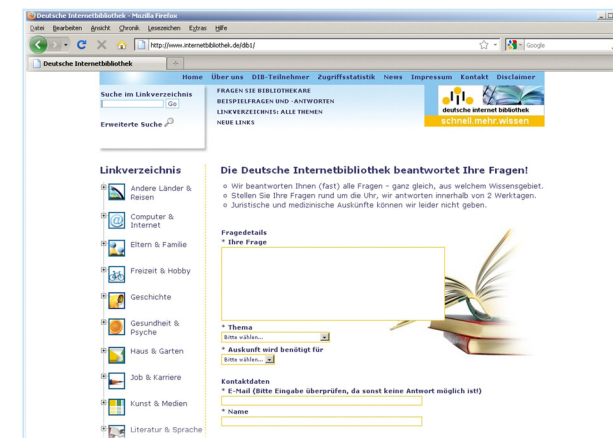 Deutsche Internetbibliothek - Mozilla Firefox
Datei Bearbeiten Ansicht Chronik Lesezeichen Extras Hilfe
http://www.internetbibliothek.de/dib1/
Google
Deutsche Internetbibliothek
Home Über uns DIB-Teilnehmer Zugriffsstatistik News Impressum Kontakt Disclaimer
Suche im Linkverzeichnis
Go
Erweiterte Suche
FRAGEN SIE BIBLIOTHEKARE
BEISPIELFRAGEN UND -ANTWORTEN
LINKVERZEICHNIS: ALLE THEMEN
NEUE LINKS
deutsche internet bibliothek
schnell.mehr.wissen
Linkverzeichnis
Andere Länder &
Reisen
Computer &
Internet
Eltern & Familie
Freizeit & Hobby
Geschichte
Gesundheit &
Psyche
Haus & Garten
Job & Karriere
Kunst & Medien
Literatur & Sprache
Die Deutsche Internetbibliothek beantwortet Ihre Fragen!
Wir beantworten Ihnen (fast) alle Fragen - ganz gleich, aus welchem Wissensgebiet.
Stellen Sie Ihre Fragen rund um die Uhr, wir antworten innerhalb von 2 Werktagen.
Juristische und medizinische Auskünfte können wir leider nicht geben.
Fragedetails
* Ihre Frage
* Thema
Bitte wählen...
* Auskunft wird benötigt für
Bitte wählen...
Kontaktdaten
* E-Mail (Bitte Eingabe überprüfen, da sonst keine Antwort möglich ist!)
* Name